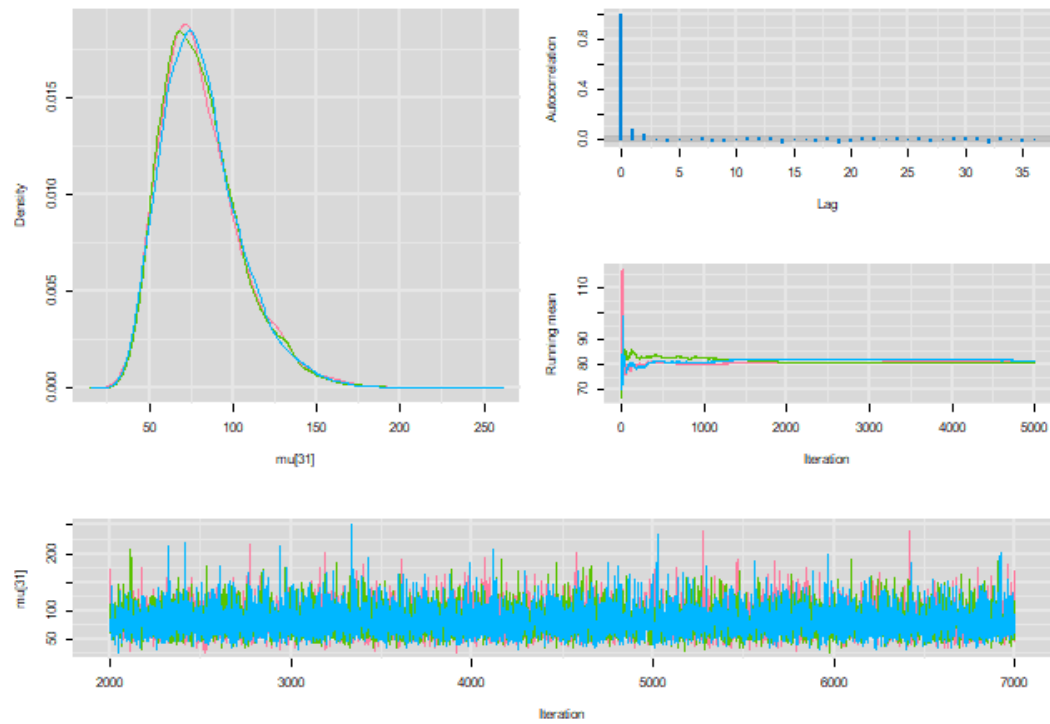 Density
0.000 0.005 0.010 0.015
50 100 150 200 250
mu[31]
Autocorrelation
0.0 0.4 0.8
0 5 10 15 20 25 30 35
Lag
Running mean
70 80 90 110
0 1000 2000 3000 4000 5000
Iteration
mu[31]
50 100 200
2000 3000 4000 5000 6000 7000
Iteration